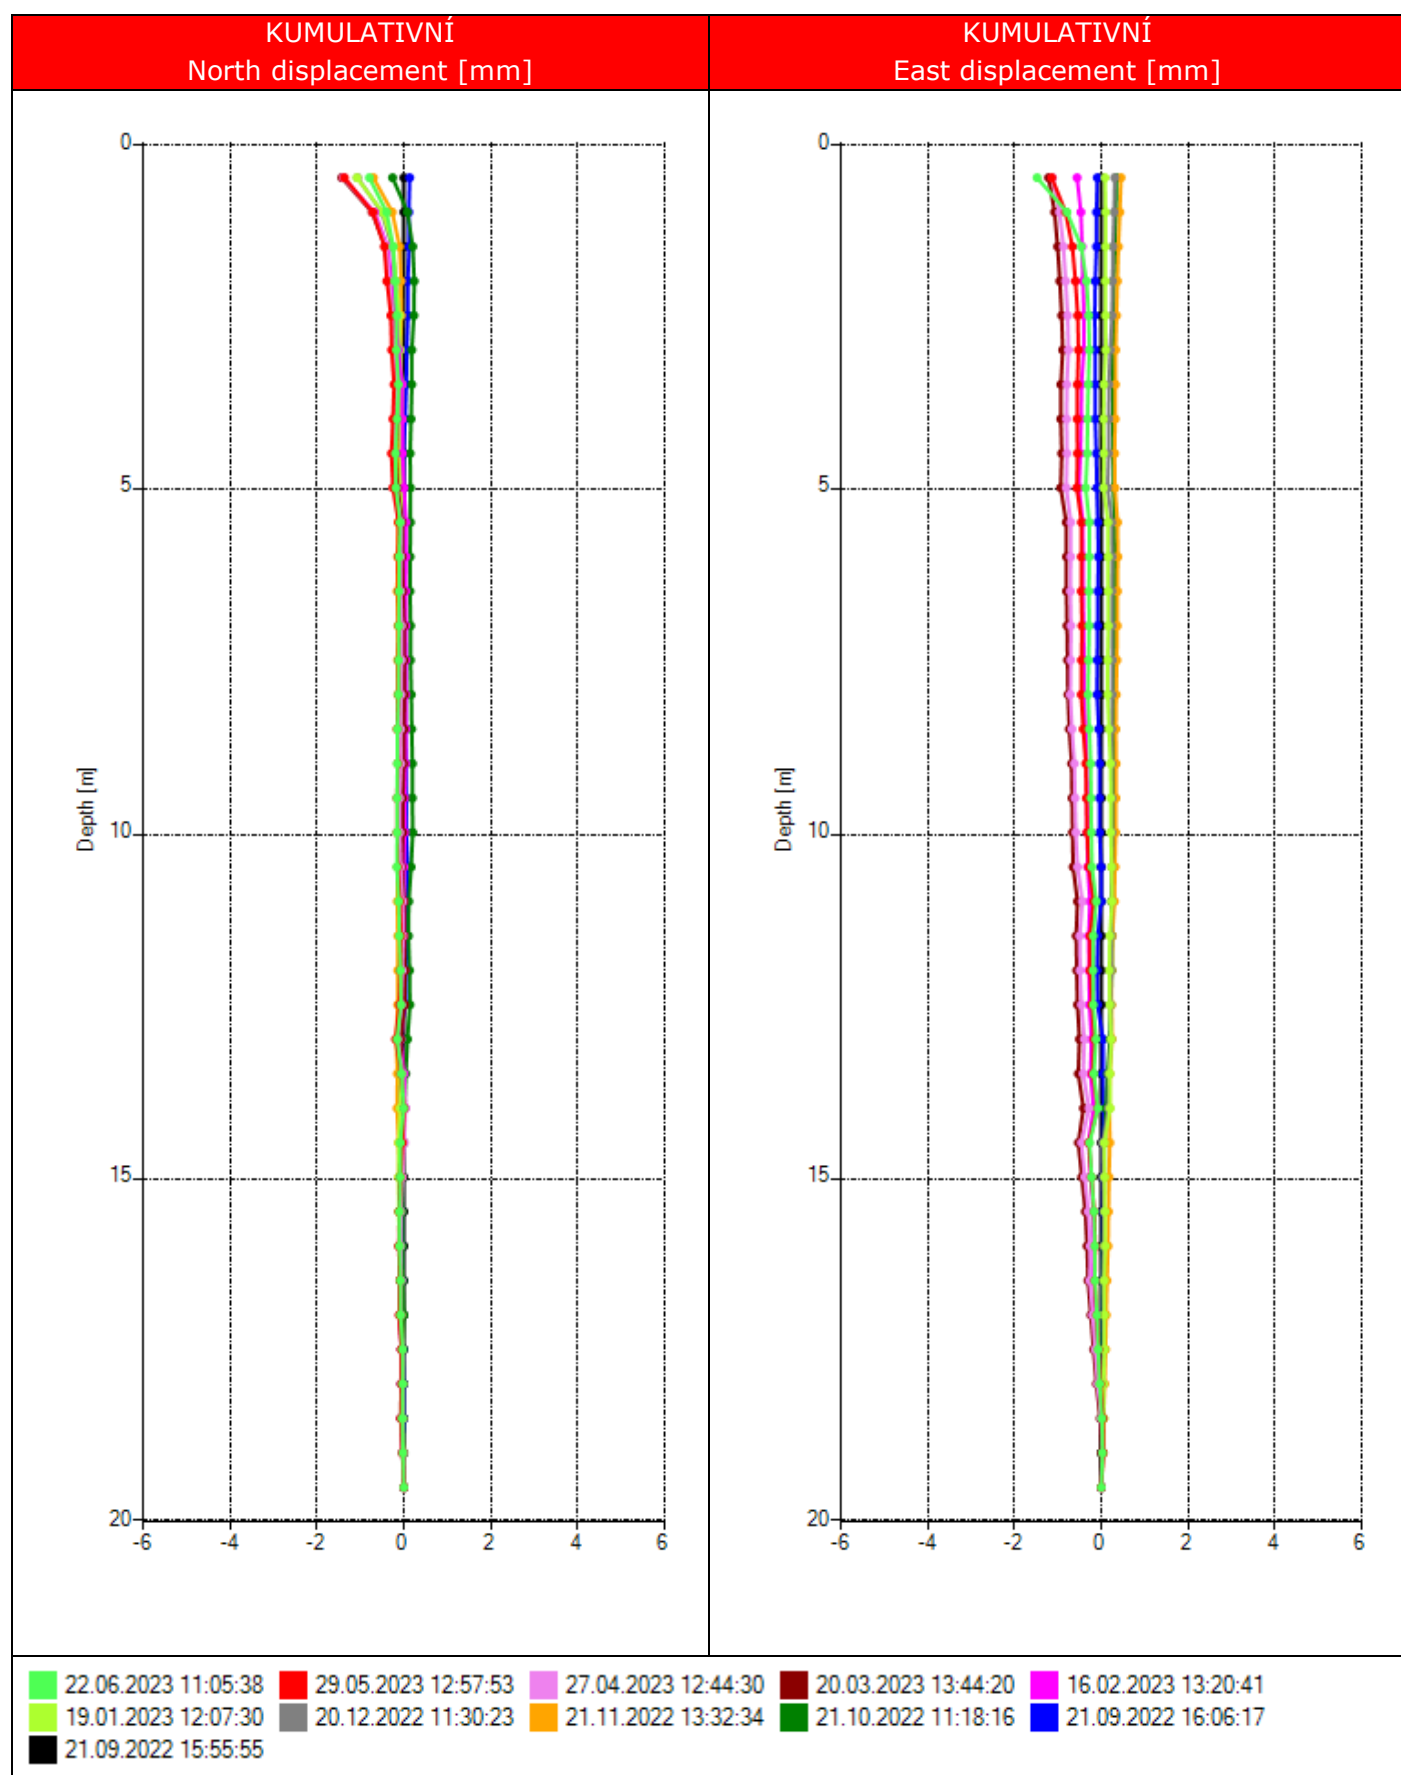 KUMULATIVNÍ
North displacement [mm]
KUMULATIVNÍ
East displacement [mm]
0
5
Depth [m]
10
15
20
-6 -4 -2 0 2 4 6
0
5
Depth [m]
10
15
20
-6 -4 -2 0 2 4 6
22.06.2023 11:05:38 29.05.2023 12:57:53 27.04.2023 12:44:30 20.03.2023 13:44:20 16.02.2023 13:20:41
19.01.2023 12:07:30 20.12.2022 11:30:23 21.11.2022 13:32:34 21.10.2022 11:18:16 21.09.2022 16:06:17
21.09.2022 15:55:55